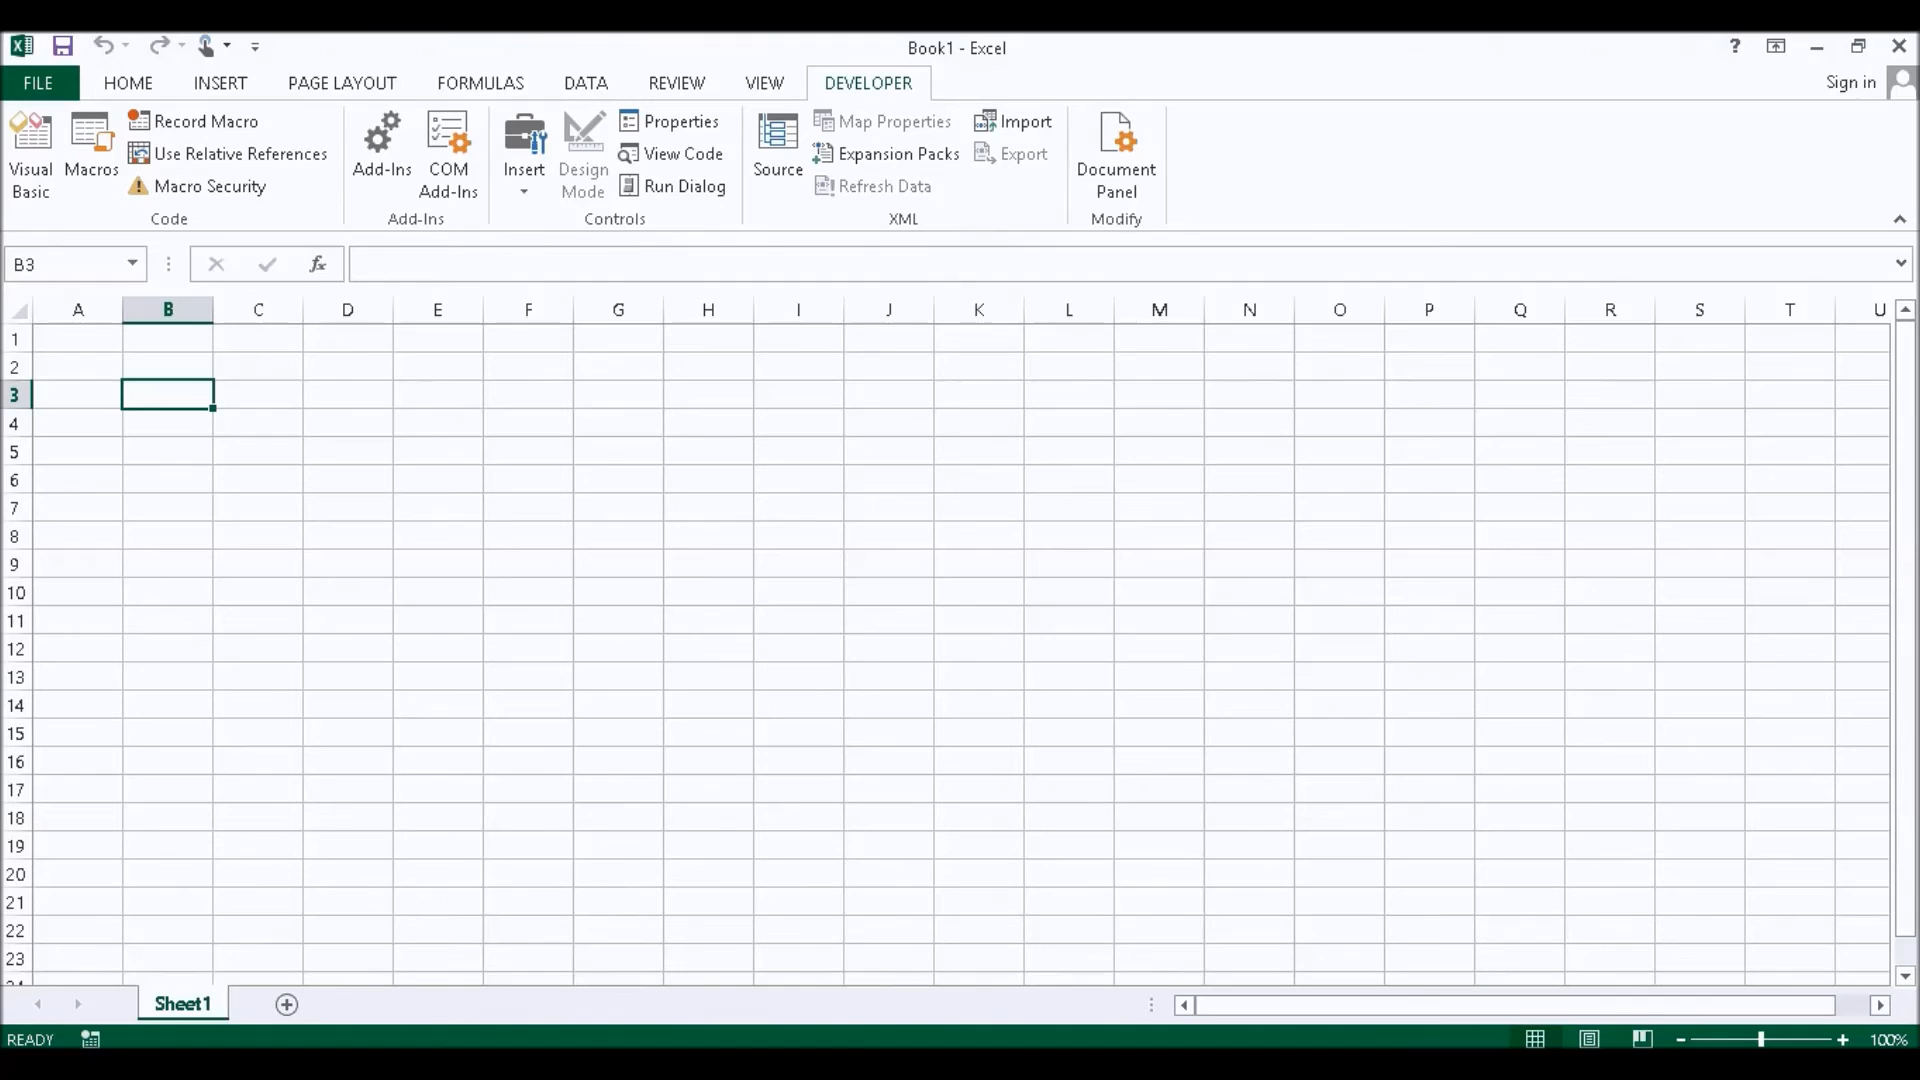 Book1 - Excel
?
FILE HOME INSERT PAGE LAYOUT FORMULAS DATA REVIEW VIEW DEVELOPER Sign in
Visual Basic
Macros
Record Macro
Use Relative References
Macro Security
Code
Add-Ins
COM Add-Ins
Add-Ins
Insert
Design Mode
Properties
View Code
Run Dialog
Controls
Source
Map Properties
Expansion Packs
Refresh Data
Import
Export
XML
Document Panel
Modify
B3
fx
A B C D E F G H I J K L M N O P Q R S T U
1
2
3
4
5
6
7
8
9
10
11
12
13
14
15
16
17
18
19
20
21
22
23
Sheet1
READY 100%